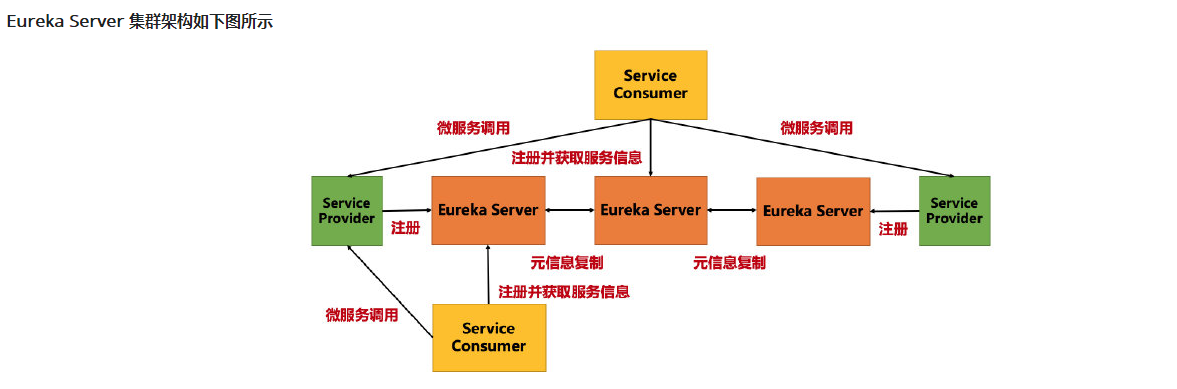 Eureka Server 集群架构如下图所示
Service
Consumer
微服务调用
微服务调用
注册并获取服务信息
Service
Provider
注册
Eureka Server
Eureka Server
Eureka Server
注册
Service
Provider
元信息复制
元信息复制
注册并获取服务信息
微服务调用
Service
Consumer